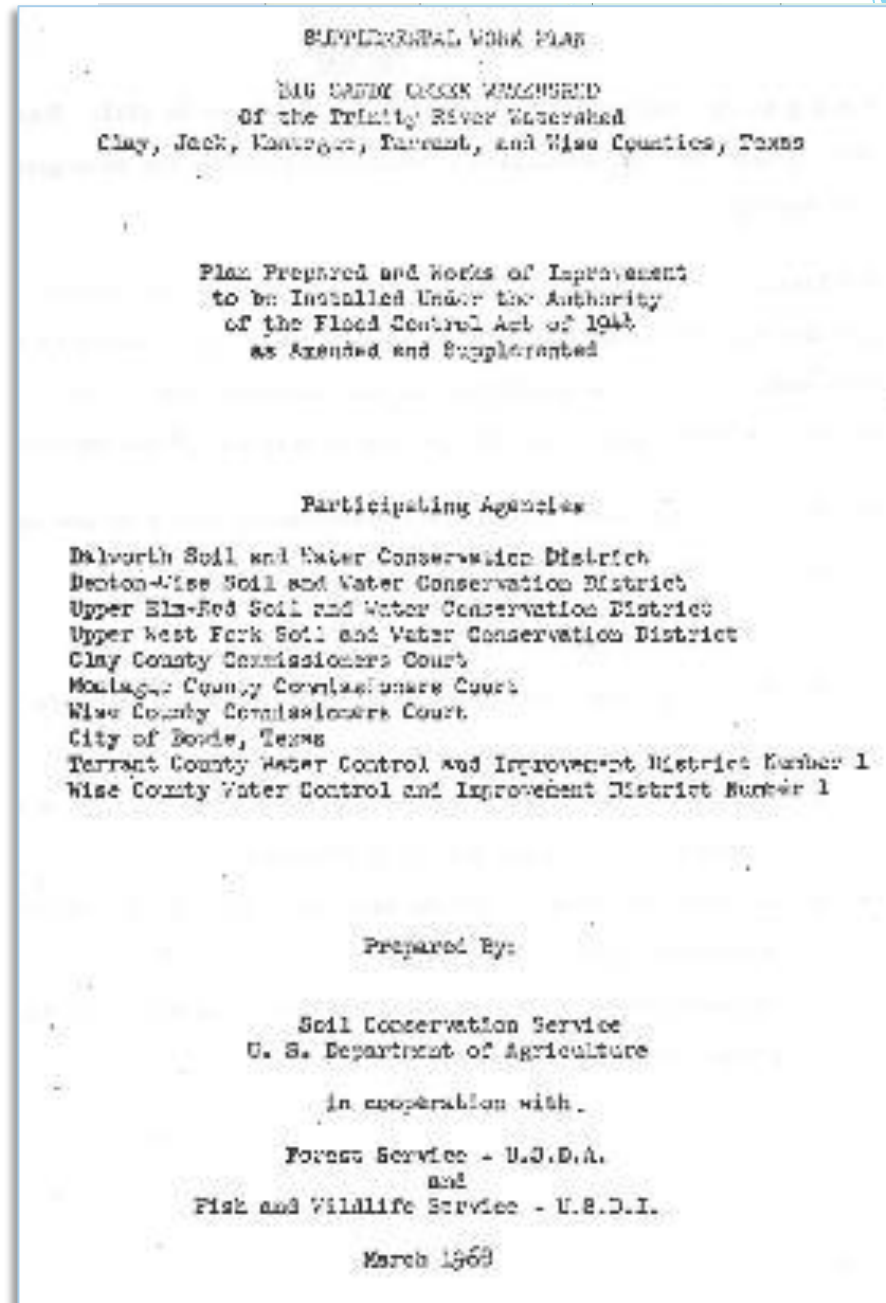 SUPPLEMENTAL WORK PLAN
BIG SANDY CREEK WATERSHED
Of the Trinity River Watershed
Clay, Jack, Montague, Tarrant, and Wise Counties, Texas
Plan Prepared and Works of Improvement
to be Installed Under the Authority
of the Flood Control Act of 1944
as Amended and Supplemented
Participating Agencies
Dalworth Soil and Water Conservation District
Denton-Wise Soil and Water Conservation District
Upper Elm-Red Soil and Water Conservation District
Upper West Fork Soil and Water Conservation District
Clay County Commissioners Court
Montague County Commissioners Court
Wise County Commissioners Court
City of Bowie, Texas
Tarrant County Water Control and Improvement District Number 1
Wise County Water Control and Improvement District Number 1
Prepared By:
Soil Conservation Service
U. S. Department of Agriculture
in cooperation with
Forest Service - U.S.D.A.
and
Fish and Wildlife Service - U.S.D.I.
March 1968